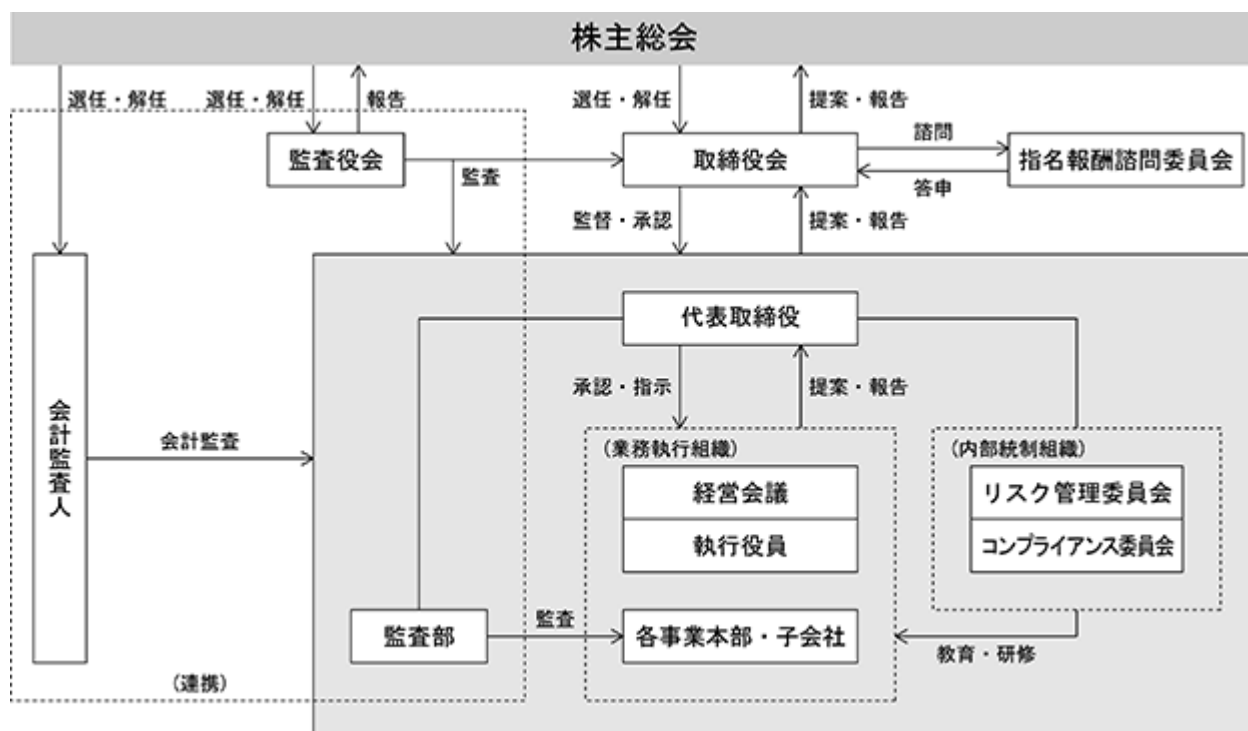 株主総会
選任・解任
選任・解任
報告
選任・解任
提案・報告
監査役会
監査
取締役会
諮問
答申
指名報酬諮問委員会
監督・承認
提案・報告
代表取締役
承認・指示
提案・報告
会計監査人
会計監査
(業務執行組織)
経営会議
執行役員
(内部統制組織)
リスク管理委員会
コンプライアンス委員会
監査部
監査
各事業本部・子会社
教育・研修
(連携)